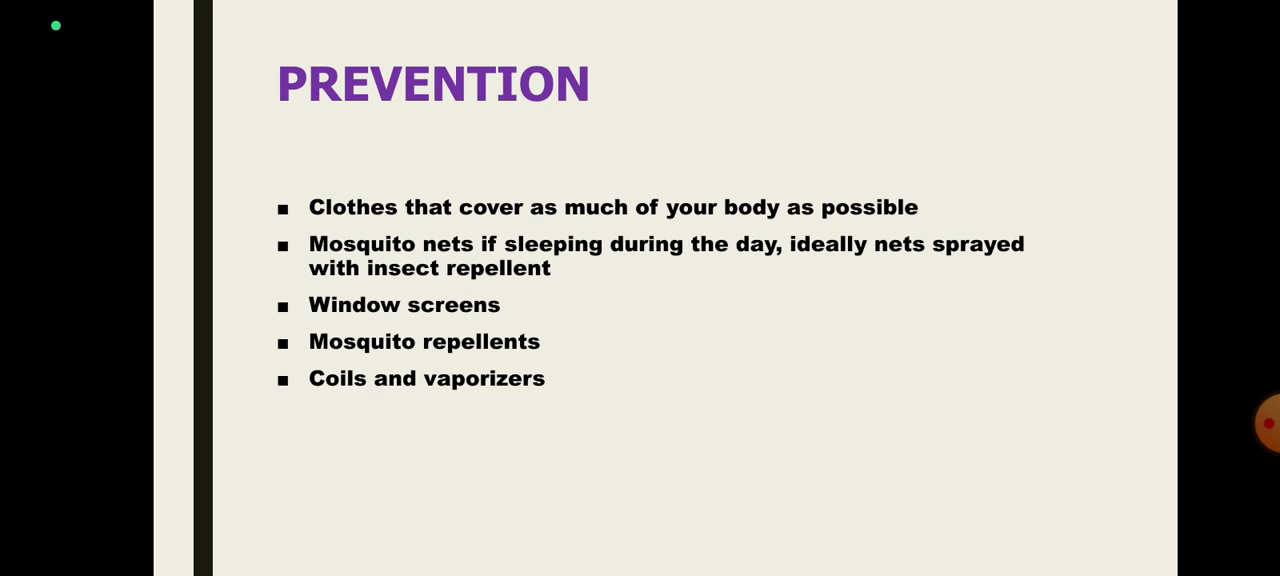 PREVENTION
■ Clothes that cover as much of your body as possible
■ Mosquito nets if sleeping during the day, ideally nets sprayed
with insect repellent
■ Window screens
■ Mosquito repellents
■ Coils and vaporizers